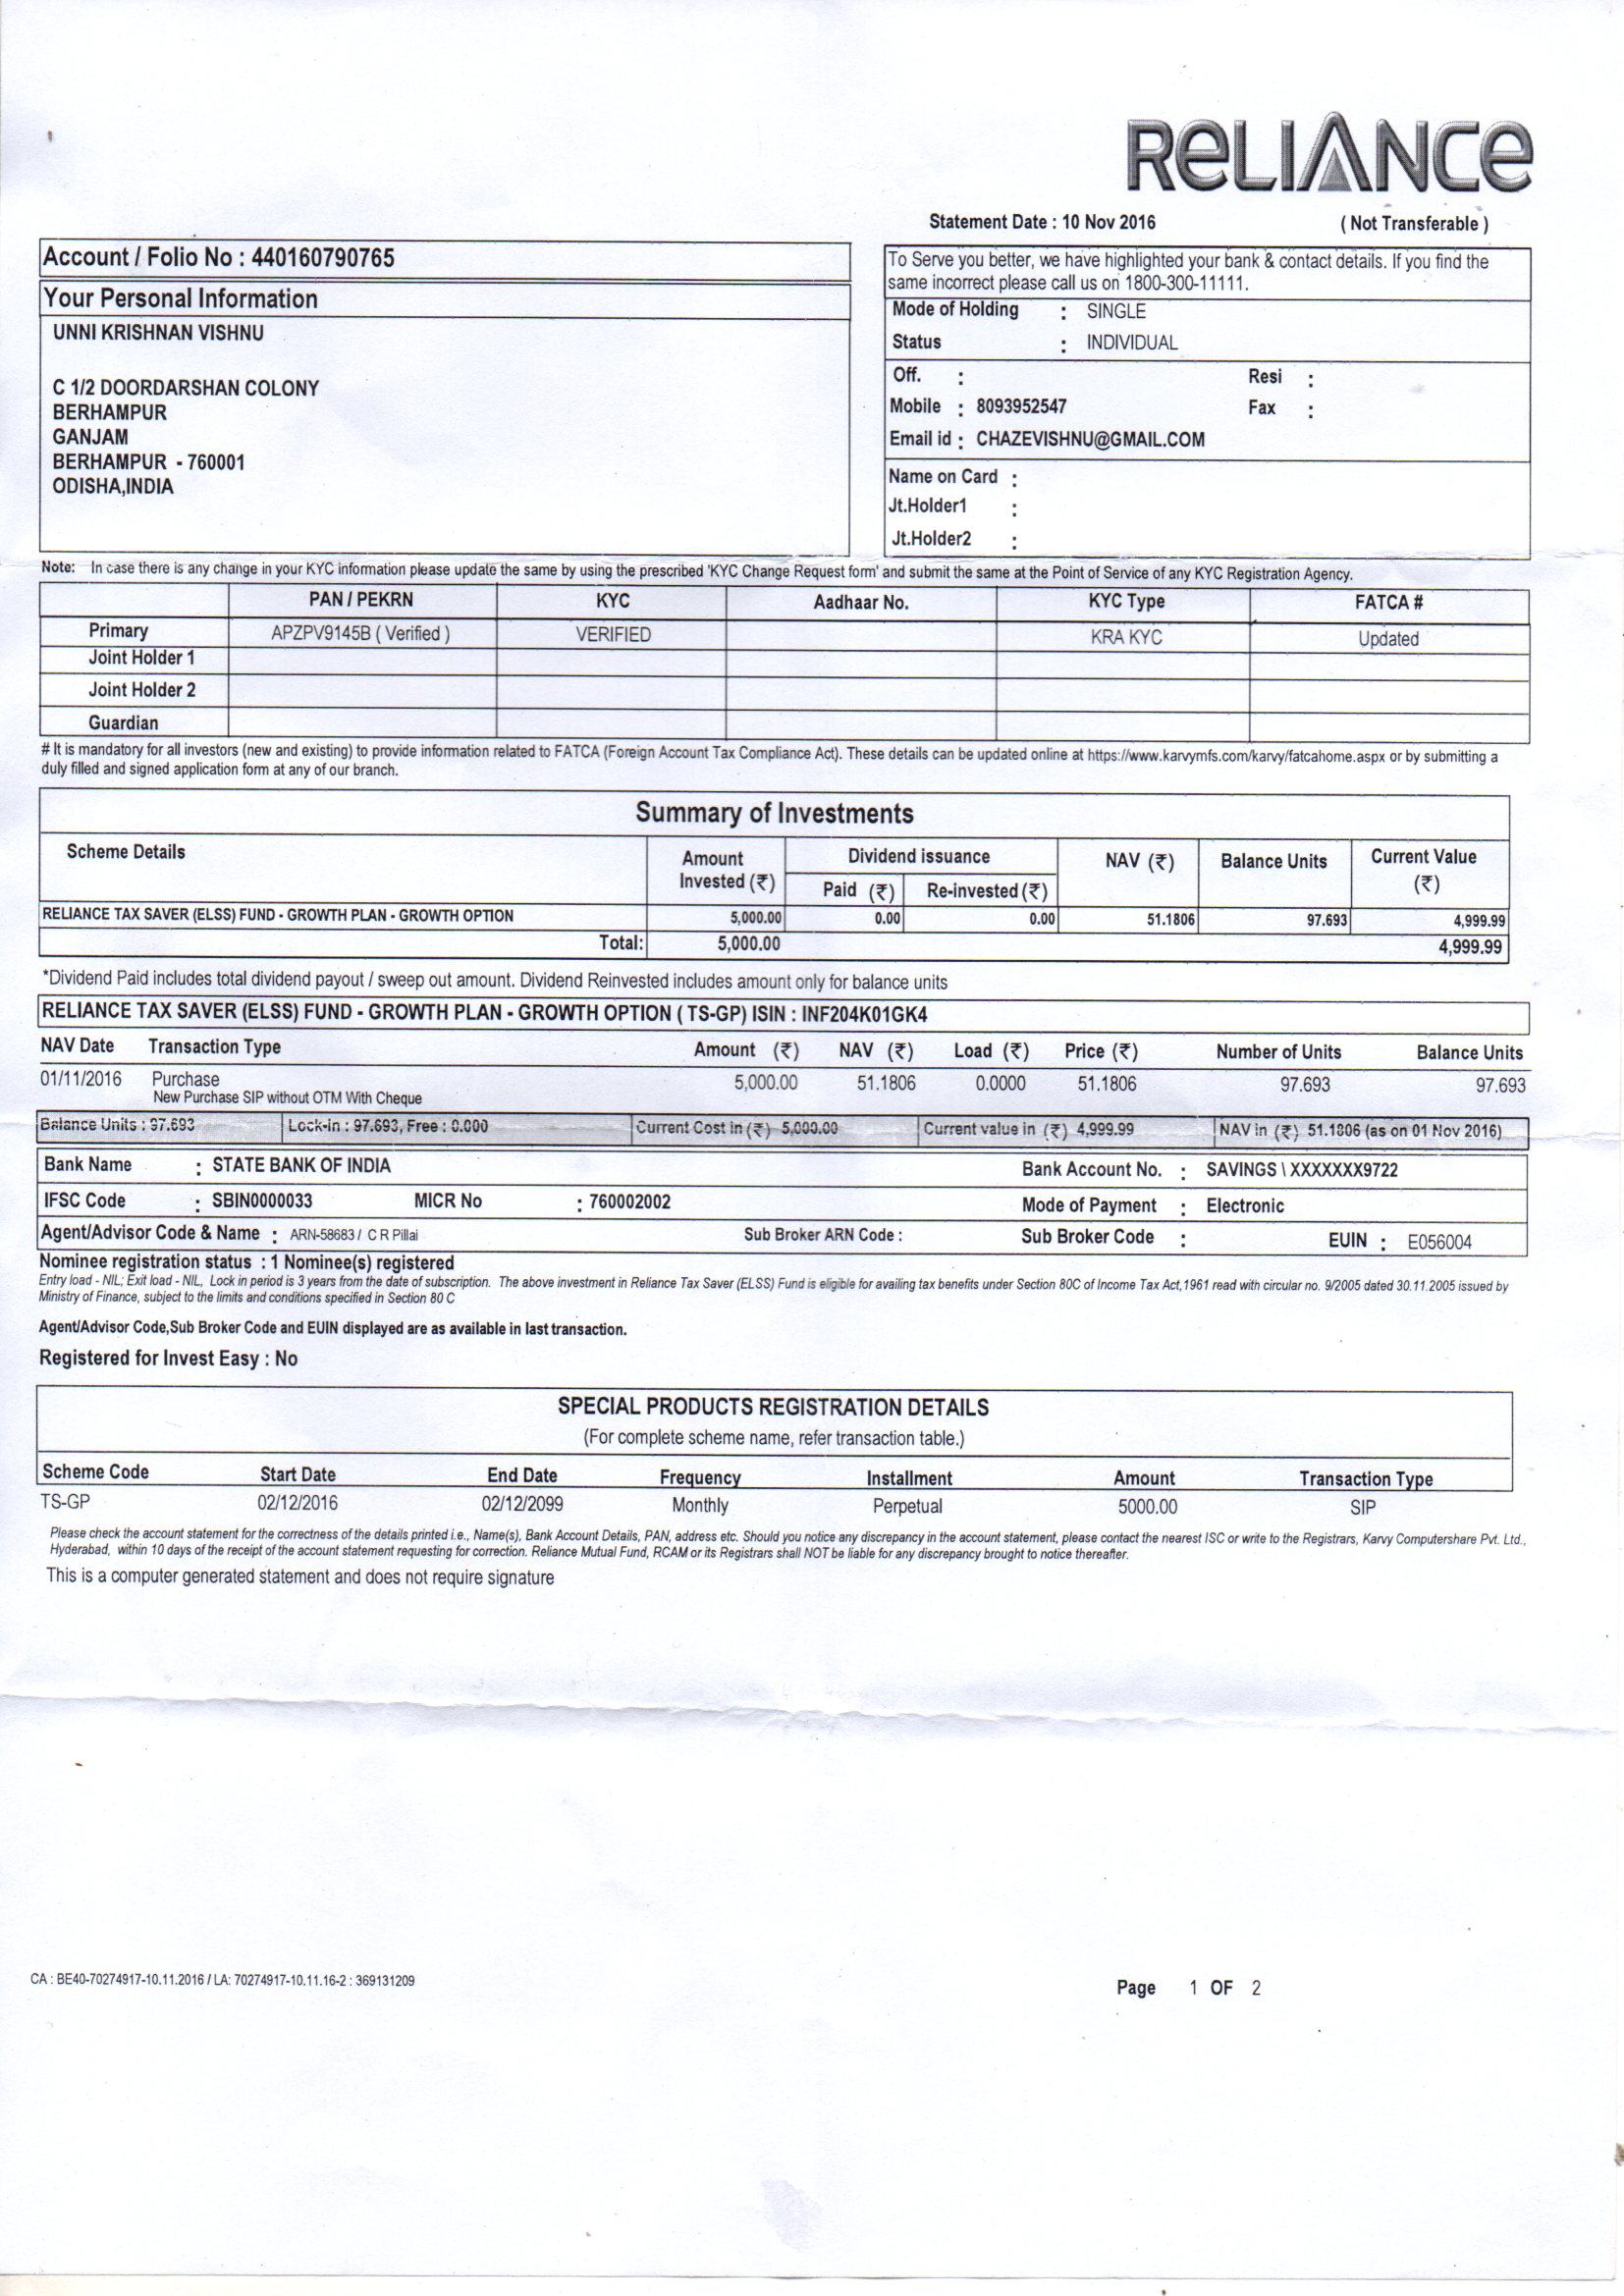 RELIANCE
Statement Date : 10 Nov 2016 ( Not Transferable )
Account / Folio No : 440160790765
Your Personal Information
UNNI KRISHNAN VISHNU
C 1/2 DOORDARSHAN COLONY
BERHAMPUR
GANJAM
BERHAMPUR - 760001
ODISHA,INDIA
To Serve you better, we have highlighted your bank & contact details. If you find the
same incorrect please call us on 1800-300-11111.
Mode of Holding : SINGLE
Status : INDIVIDUAL
Off. : Resi :
Mobile : 8093952547 Fax :
Email id : CHAZEVISHNU@GMAIL.COM
Name on Card :
Jt.Holder1 :
Jt.Holder2 :
Note: In case there is any change in your KYC information please update the same by using the prescribed 'KYC Change Request form' and submit the same at the Point of Service of any KYC Registration Agency.
PAN / PEKRN KYC Aadhaar No. KYC Type FATCA #
Primary APZPV9145B ( Verified ) VERIFIED KRA KYC Updated
Joint Holder 1
Joint Holder 2
Guardian
# It is mandatory for all investors (new and existing) to provide information related to FATCA (Foreign Account Tax Compliance Act). These details can be updated online at https://www.karvymfs.com/karvy/fatcahome.aspx or by submitting a
duly filled and signed application form at any of our branch.
Summary of Investments
Scheme Details Amount Invested (₹) Dividend issuance NAV (₹) Balance Units Current Value (₹)
Paid (₹) Re-invested (₹)
RELIANCE TAX SAVER (ELSS) FUND - GROWTH PLAN - GROWTH OPTION 5,000.00 0.00 0.00 51.1806 97.693 4,999.99
Total: 5,000.00 4,999.99
*Dividend Paid includes total dividend payout / sweep out amount. Dividend Reinvested includes amount only for balance units
RELIANCE TAX SAVER (ELSS) FUND - GROWTH PLAN - GROWTH OPTION ( TS-GP) ISIN : INF204K01GK4
NAV Date Transaction Type Amount (₹) NAV (₹) Load (₹) Price (₹) Number of Units Balance Units
01/11/2016 Purchase 5,000.00 51.1806 0.0000 51.1806 97.693 97.693
New Purchase SIP without OTM With Cheque
Balance Units : 97.693 Lock-in : 97.693, Free : 0.000 Current Cost in (₹) 5,000.00 Current value in (₹) 4,999.99 NAV in (₹) 51.1806 (as on 01 Nov 2016)
Bank Name : STATE BANK OF INDIA Bank Account No. : SAVINGS \ XXXXXXX9722
IFSC Code : SBIN0000033 MICR No : 760002002 Mode of Payment : Electronic
Agent/Advisor Code & Name : ARN-58683 / C R Pillai Sub Broker ARN Code : Sub Broker Code : EUIN : E056004
Nominee registration status : 1 Nominee(s) registered
Entry load - NIL; Exit load - NIL, Lock in period is 3 years from the date of subscription. The above investment in Reliance Tax Saver (ELSS) Fund is eligible for availing tax benefits under Section 80C of Income Tax Act,1961 read with circular no. 9/2005 dated 30.11.2005 issued by
Ministry of Finance, subject to the limits and conditions specified in Section 80 C
Agent/Advisor Code,Sub Broker Code and EUIN displayed are as available in last transaction.
Registered for Invest Easy : No
SPECIAL PRODUCTS REGISTRATION DETAILS
(For complete scheme name, refer transaction table.)
Scheme Code Start Date End Date Frequency Installment Amount Transaction Type
TS-GP 02/12/2016 02/12/2099 Monthly Perpetual 5000.00 SIP
Please check the account statement for the correctness of the details printed i.e., Name(s), Bank Account Details, PAN, address etc. Should you notice any discrepancy in the account statement, please contact the nearest ISC or write to the Registrars, Karvy Computershare Pvt. Ltd.,
Hyderabad, within 10 days of the receipt of the account statement requesting for correction. Reliance Mutual Fund, RCAM or its Registrars shall NOT be liable for any discrepancy brought to notice thereafter.
This is a computer generated statement and does not require signature
CA : BE40-70274917-10.11.2016 / LA: 70274917-10.11.16-2 : 369131209
Page 1 OF 2